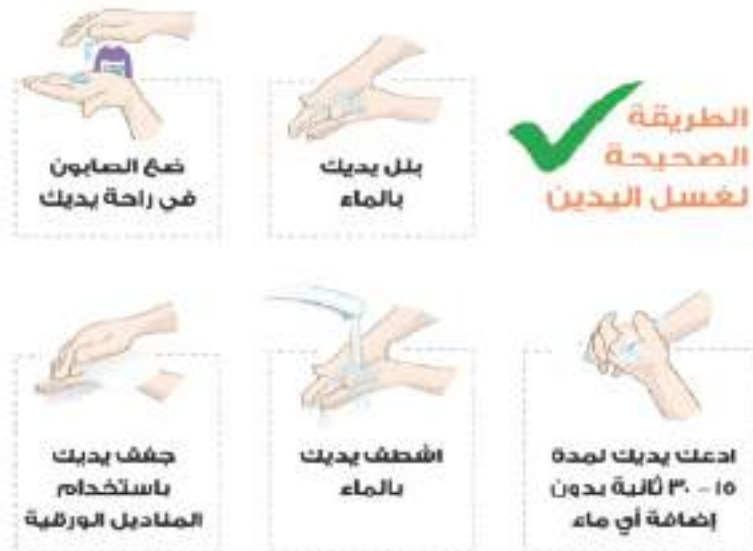 الطريقة
الصحيحة
لغسل اليدين
بلل يديك
بالماء
ضع الصابون
في راحة يديك
ادعك يديك لمدة
١٥ - ٣٠ ثانية بدون
إضافة أي ماء
اشطف يديك
بالماء
جفف يديك
باستخدام
المناديل الورقية